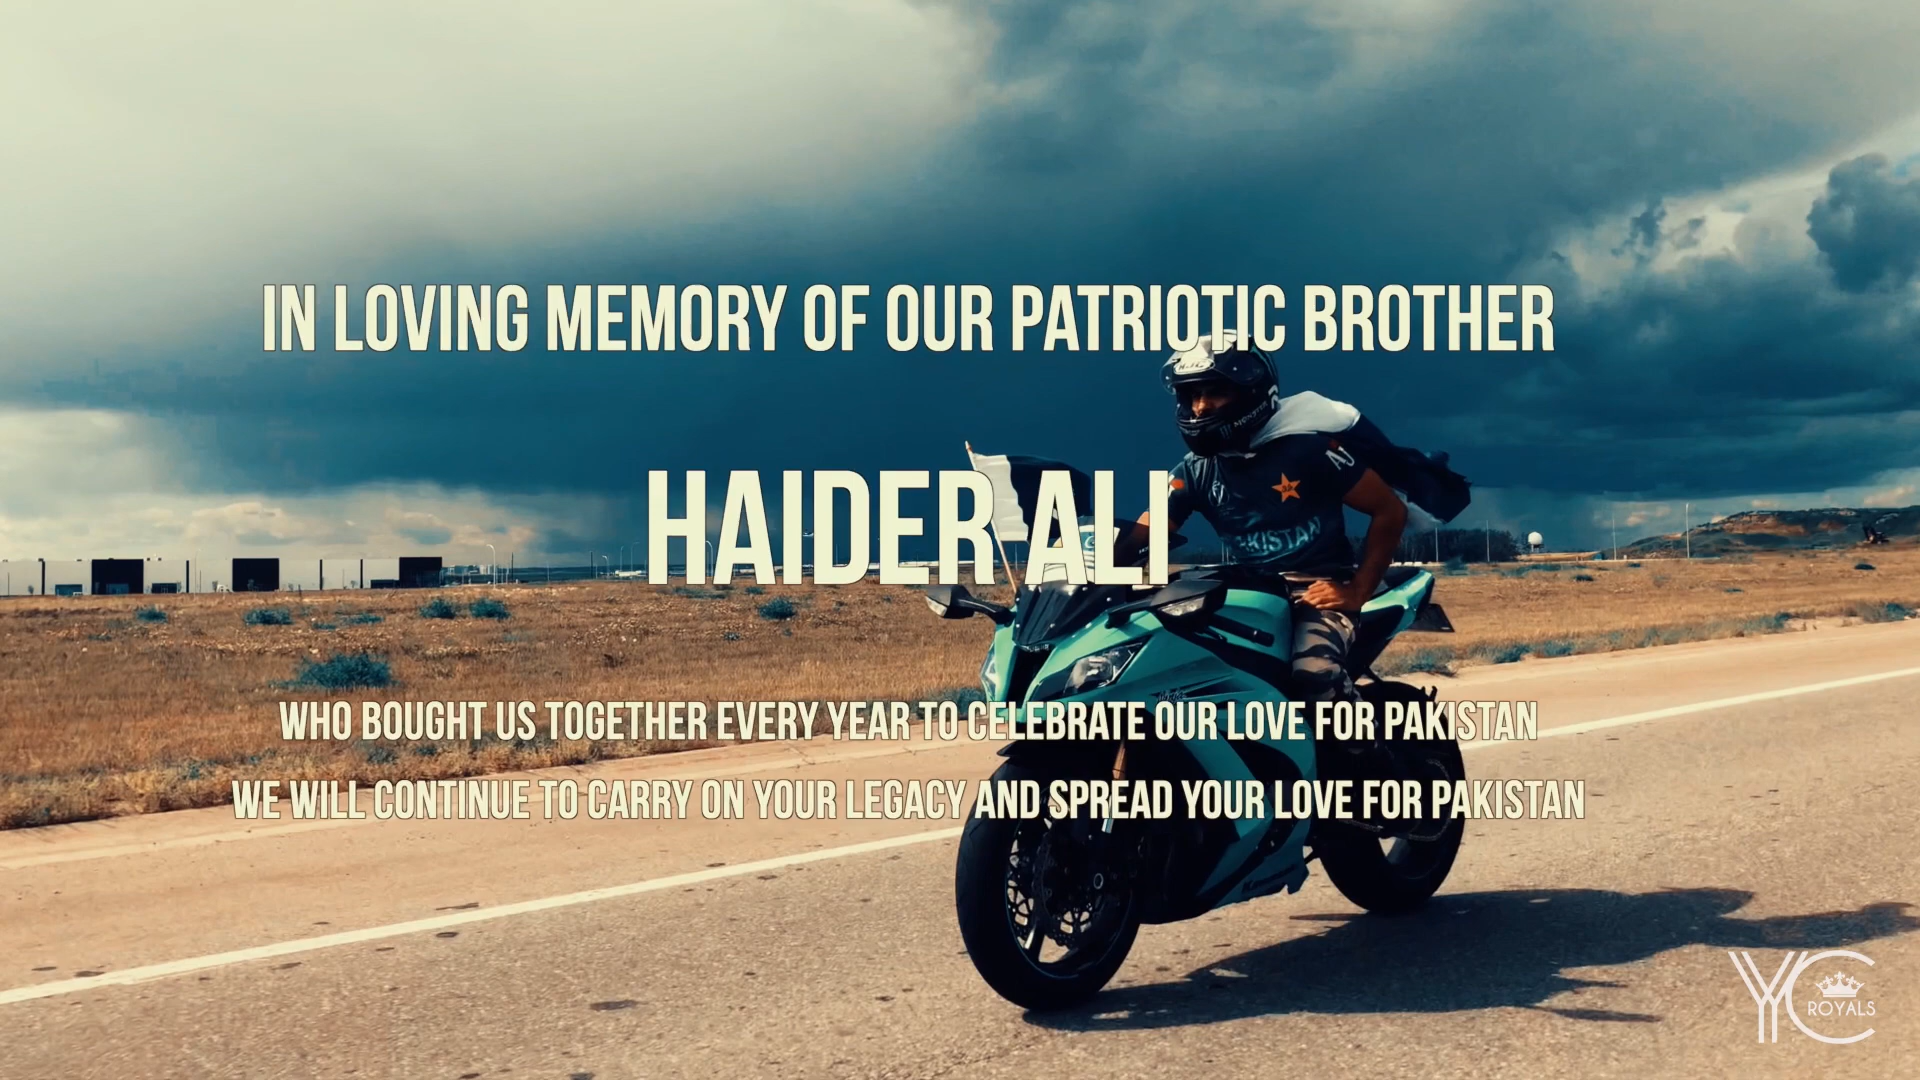 IN LOVING MEMORY OF OUR PATRIOTIC BROTHER
HAIDER ALI
WHO BOUGHT US TOGETHER EVERY YEAR TO CELEBRATE OUR LOVE FOR PAKISTAN
WE WILL CONTINUE TO CARRY ON YOUR LEGACY AND SPREAD YOUR LOVE FOR PAKISTAN
YYC
ROYALS